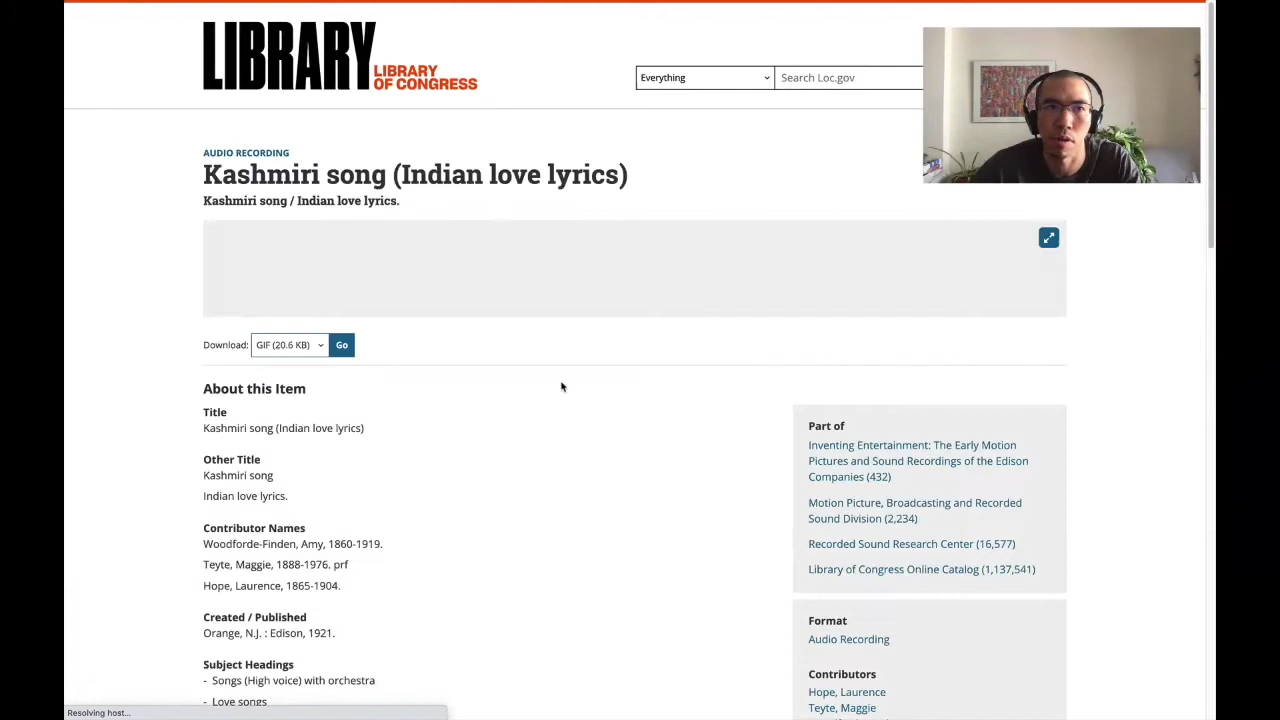 LIBRARY
LIBRARY
OF CONGRESS
Everything
Search Loc.gov
AUDIO RECORDING
Kashmiri song (Indian love lyrics)
Kashmiri song / Indian love lyrics.
Download: GIF (20.6 KB) Go
About this Item
Title
Kashmiri song (Indian love lyrics)
Other Title
Kashmiri song
Indian love lyrics.
Contributor Names
Woodforde-Finden, Amy, 1860-1919.
Teyte, Maggie, 1888-1976. prf
Hope, Laurence, 1865-1904.
Created / Published
Orange, N.J. : Edison, 1921.
Subject Headings
- Songs (High voice) with orchestra
- Love songs
Part of
Inventing Entertainment: The Early Motion
Pictures and Sound Recordings of the Edison
Companies (432)
Motion Picture, Broadcasting and Recorded
Sound Division (2,234)
Recorded Sound Research Center (16,577)
Library of Congress Online Catalog (1,137,541)
Format
Audio Recording
Contributors
Hope, Laurence
Teyte, Maggie
Resolving host...